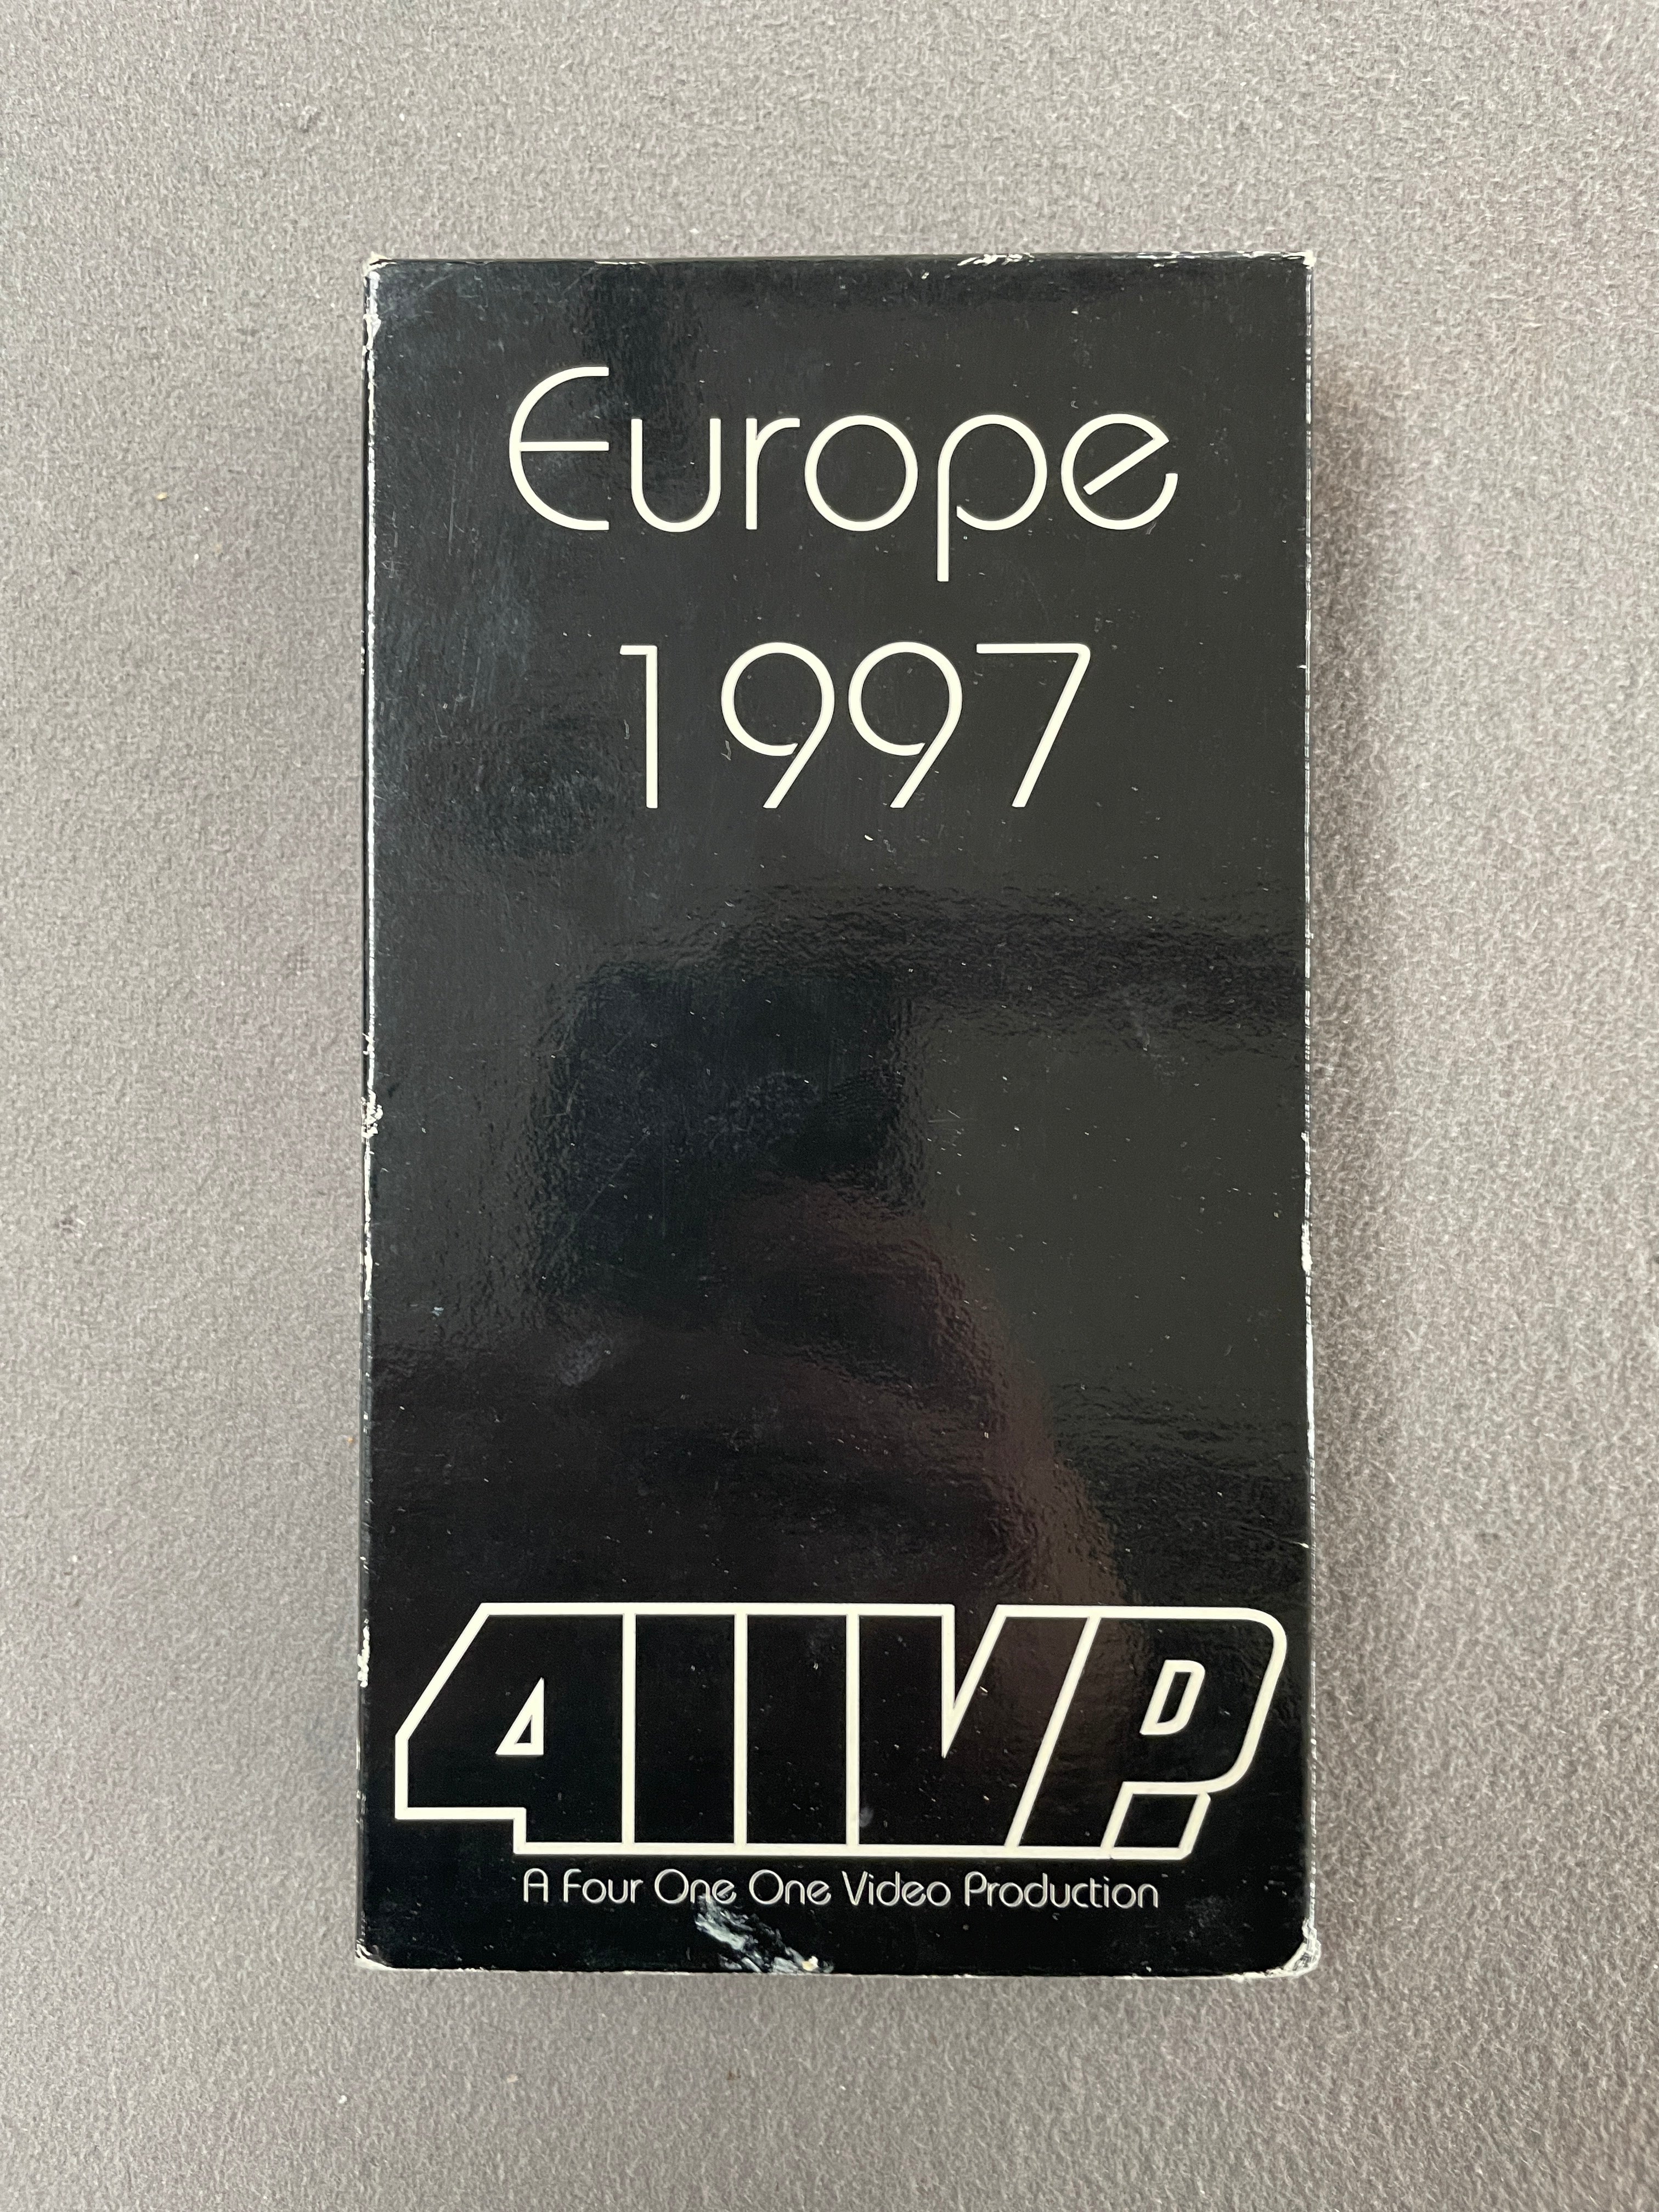 Europe
1997
411VP.
A Four One One Video Production